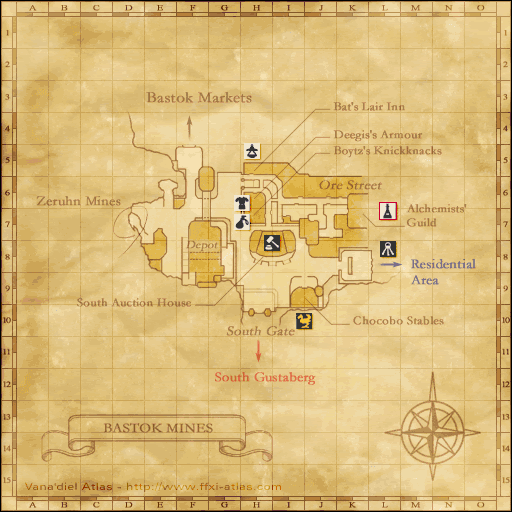 A B C D E F G H I J K L M N O
1
2
3
Bastok Markets
Bat's Lair Inn
4
Deegis's Armour
Boytz's Knickknacks
5
Ore Street
6
Zeruhn Mines
Alchemists'
Guild
7
Depot
8
Residential
Area
9
South Auction House
Chocobo Stables
10
South Gate
11
South Gustaberg
12
13
BASTOK MINES
14
15
Vana'diel Atlas - http://www.ffxi-atlas.com
A B C D E F G H I J K L M N O